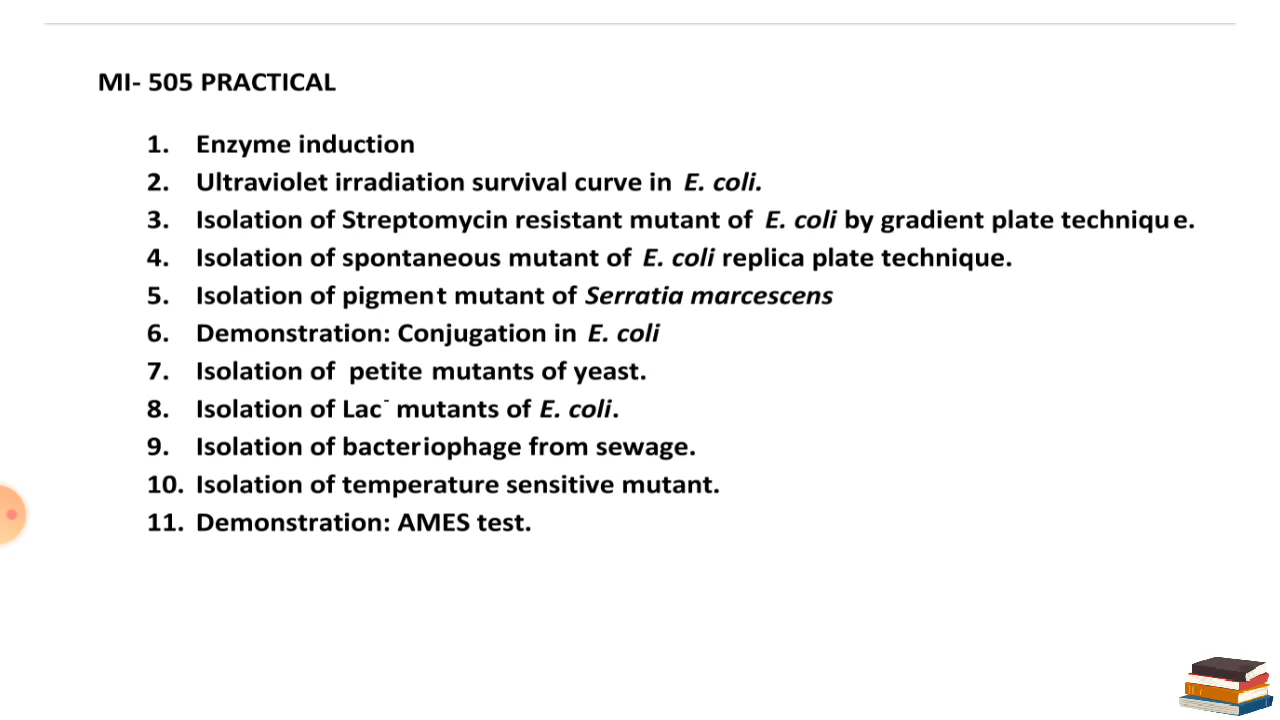 MI- 505 PRACTICAL
1. Enzyme induction
2. Ultraviolet irradiation survival curve in E. coli.
3. Isolation of Streptomycin resistant mutant of E. coli by gradient plate technique.
4. Isolation of spontaneous mutant of E. coli replica plate technique.
5. Isolation of pigment mutant of Serratia marcescens
6. Demonstration: Conjugation in E. coli
7. Isolation of petite mutants of yeast.
8. Isolation of Lac⁻ mutants of E. coli.
9. Isolation of bacteriophage from sewage.
10. Isolation of temperature sensitive mutant.
11. Demonstration: AMES test.